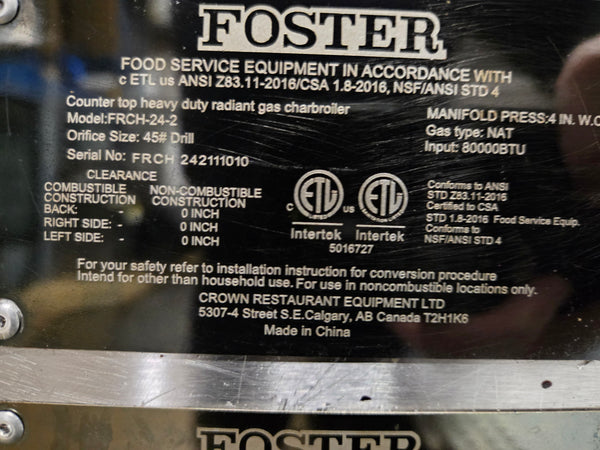 FOSTER
FOOD SERVICE EQUIPMENT IN ACCORDANCE WITH
c ETL us ANSI Z83.11-2016/CSA 1.8-2016, NSF/ANSI STD 4
Counter top heavy duty radiant gas charbroiler
Model:FRCH-24-2
Orifice Size: 45# Drill
Serial No: FRCH 242111010
MANIFOLD PRESS:4 IN. W.C
Gas type: NAT
Input: 80000BTU
CLEARANCE
COMBUSTIBLE NON-COMBUSTIBLE
CONSTRUCTION CONSTRUCTION
BACK: - 0 INCH
RIGHT SIDE: - 0 INCH
LEFT SIDE: - 0 INCH
c ETL us ETL
Intertek Intertek
5016727
Conforms to ANSI
STD Z83.11-2016
Certified to CSA
STD 1.8-2016 Food Service Equip.
Conforms to
NSF/ANSI STD 4
For your safety refer to installation instruction for conversion procedure
Intend for other than household use. For use in noncombustible locations only.
CROWN RESTAURANT EQUIPMENT LTD
5307-4 Street S.E.Calgary, AB Canada T2H1K6
Made in China
FOSTER